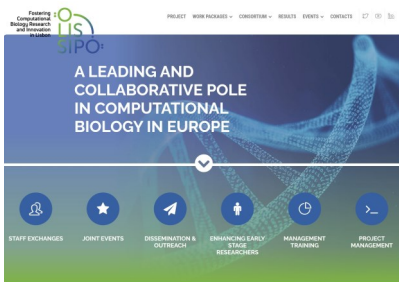 Fostering
Computational
Biology Research
and Innovation
in Lisbon
OLIS
SIPO
PROJECT WORK PACKAGES CONSORTIUM RESULTS EVENTS CONTACTS
A LEADING AND
COLLABORATIVE POLE
IN COMPUTATIONAL
BIOLOGY IN EUROPE
STAFF EXCHANGES
JOINT EVENTS
DISSEMINATION &
OUTREACH
ENHANCING EARLY
STAGE
RESEARCHERS
MANAGEMENT
TRAINING
PROJECT
MANAGEMENT